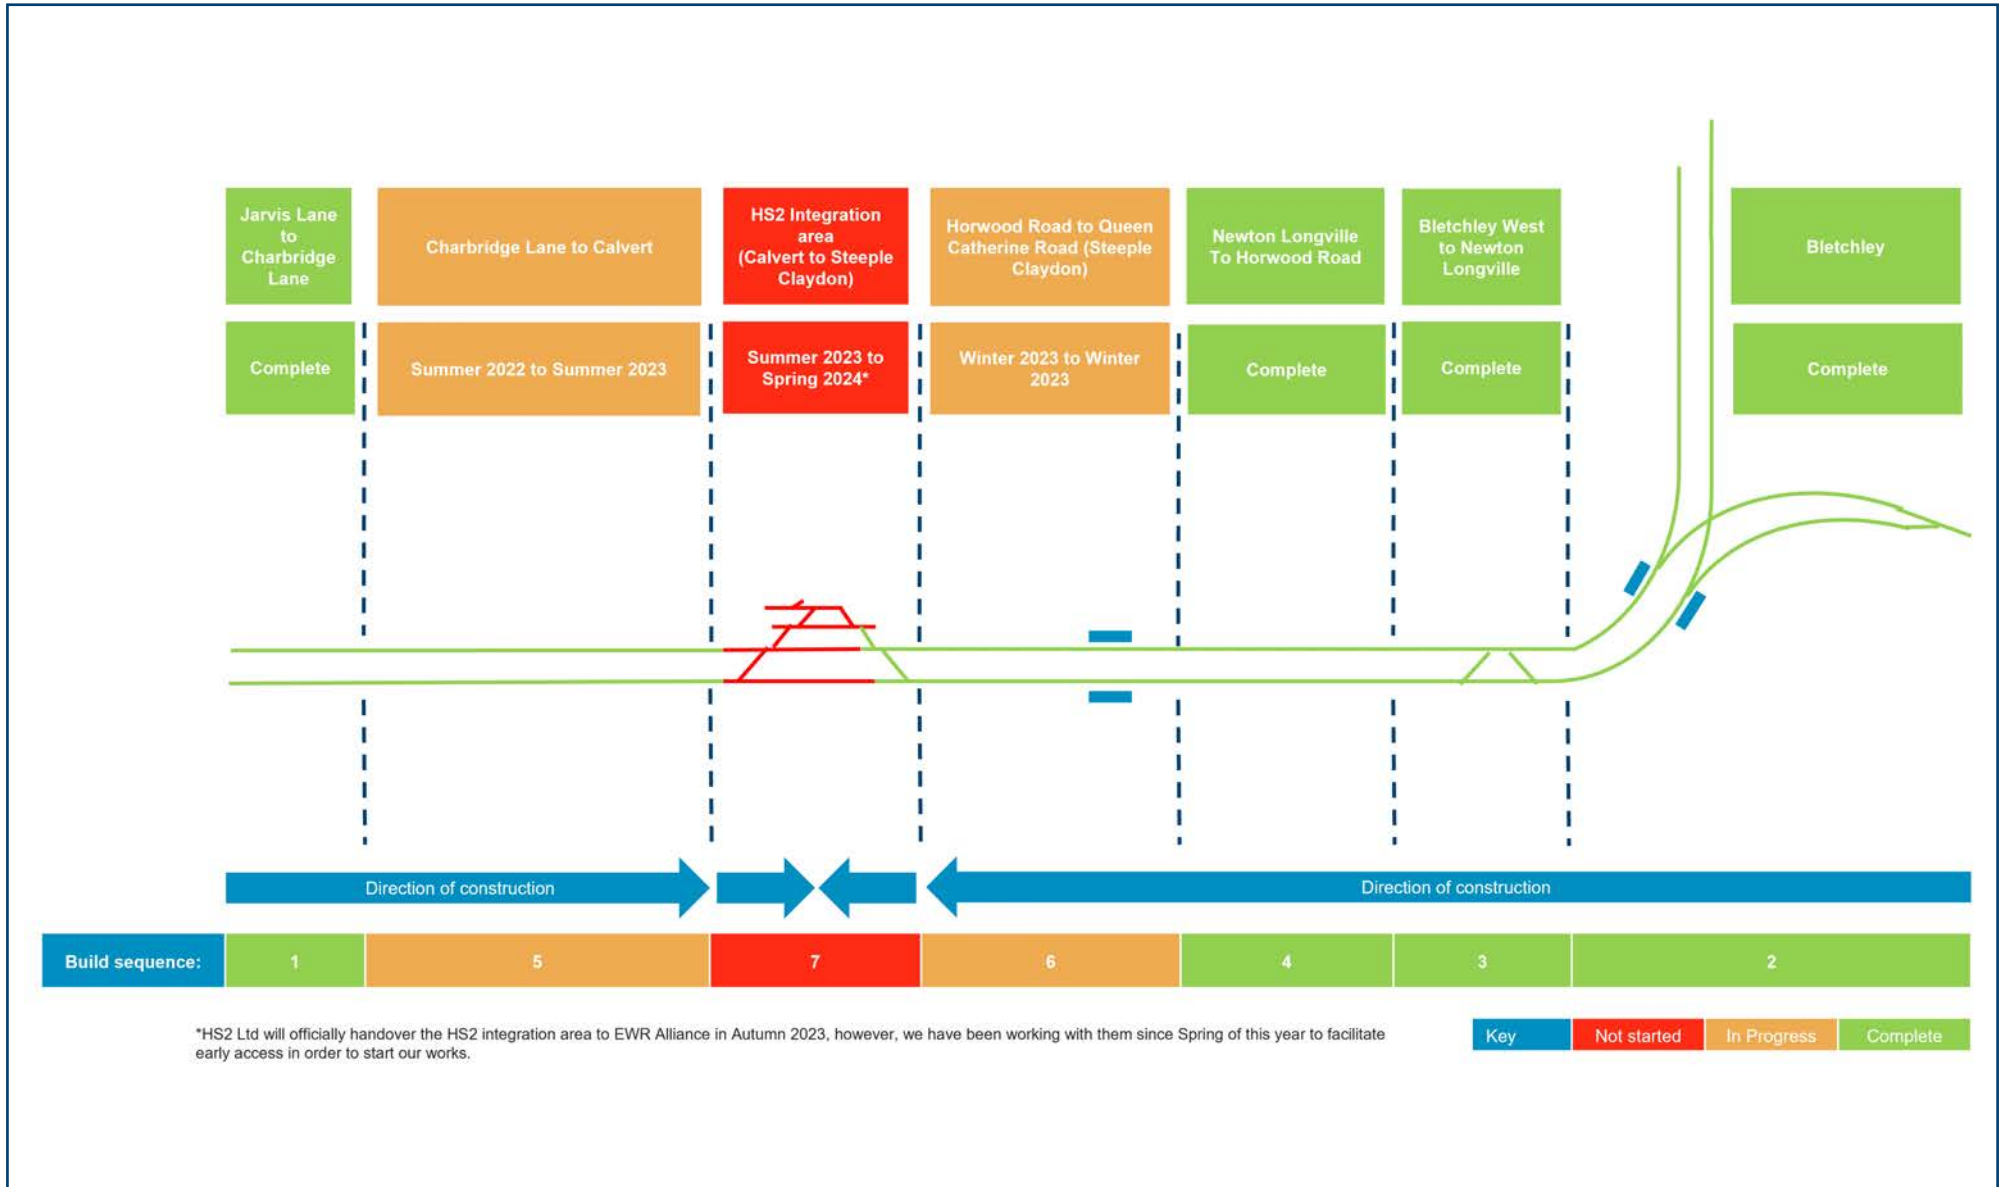 Jarvis Lane
to
Charbridge
Lane
Charbridge Lane to Calvert
HS2 Integration
area
(Calvert to Steeple
Claydon)
Horwood Road to Queen
Catherine Road (Steeple
Claydon)
Newton Longville
To Horwood Road
Bletchley West
to Newton
Longville
Bletchley
Complete
Summer 2022 to Summer 2023
Summer 2023 to
Spring 2024*
Winter 2023 to Winter
2023
Complete
Complete
Complete
Direction of construction
Direction of construction
Build sequence:
1
5
7
6
4
3
2
*HS2 Ltd will officially handover the HS2 integration area to EWR Alliance in Autumn 2023, however, we have been working with them since Spring of this year to facilitate
early access in order to start our works.
Key
Not started
In Progress
Complete